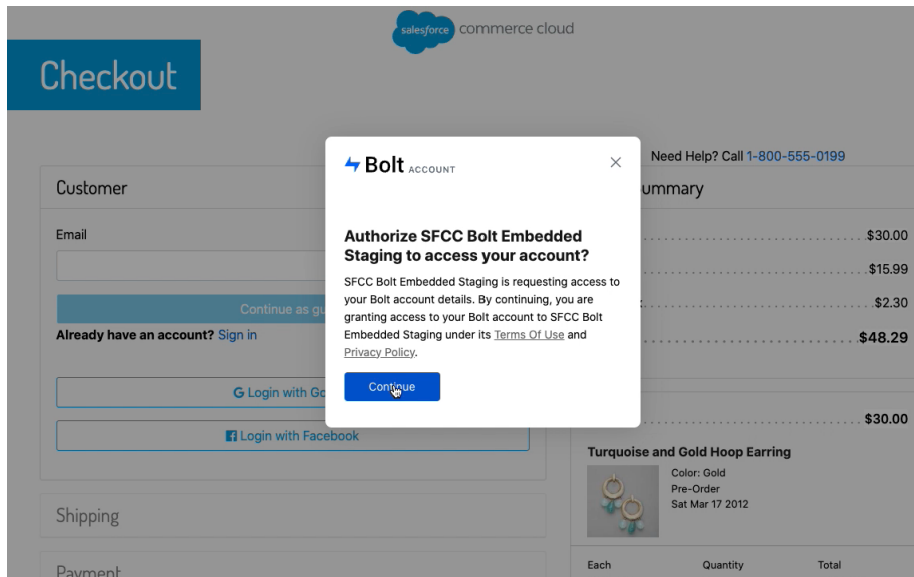 salesforce commerce cloud
Checkout
Need Help? Call 1-800-555-0199
Customer
ummary
Email
$30.00
$15.99
$2.30
$48.29
Continue as gu
Already have an account? Sign in
Login with Go
Login with Facebook
Shipping
Payment
Bolt ACCOUNT
Authorize SFCC Bolt Embedded
Staging to access your account?
SFCC Bolt Embedded Staging is requesting access to
your Bolt account details. By continuing, you are
granting access to your Bolt account to SFCC Bolt
Embedded Staging under its Terms Of Use and
Privacy Policy.
Continue
$30.00
Turquoise and Gold Hoop Earring
Color: Gold
Pre-Order
Sat Mar 17 2012
Each Quantity Total